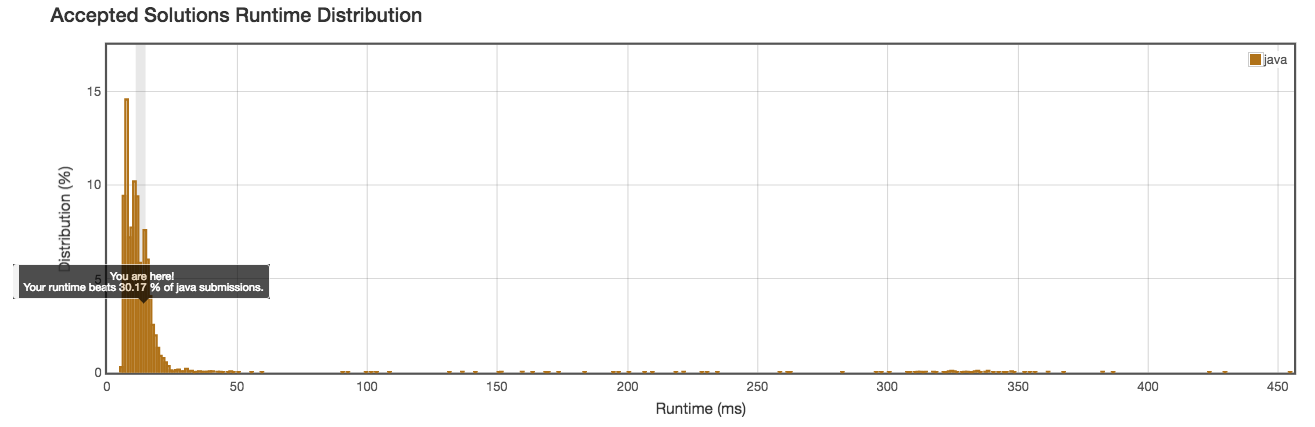 Accepted Solutions Runtime Distribution
java
Distribution (%)
15
10
5
0
You are here!
Your runtime beats 30.17 % of java submissions.
0 50 100 150 200 250 300 350 400 450
Runtime (ms)